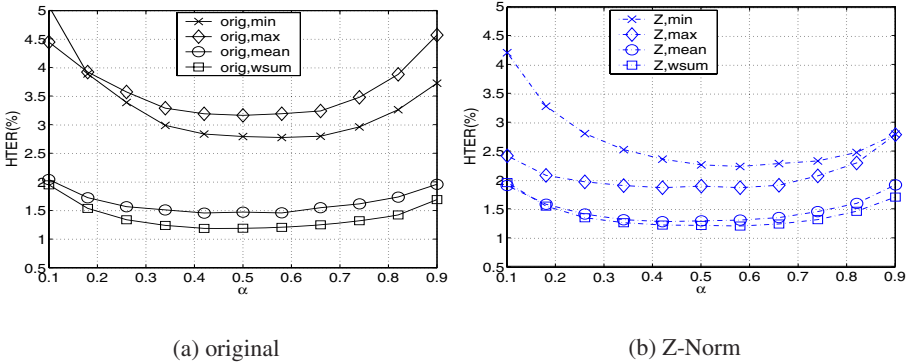 5
4.5
4
3.5
3
2.5
2
1.5
1
0.5
HTER(%)
orig,min
orig,max
orig,mean
orig,wsum
0.1 0.2 0.3 0.4 0.5 0.6 0.7 0.8 0.9
α
(a) original
5
4.5
4
3.5
3
2.5
2
1.5
1
0.5
HTER(%)
Z,min
Z,max
Z,mean
Z,wsum
0.1 0.2 0.3 0.4 0.5 0.6 0.7 0.8 0.9
α
(b) Z-Norm